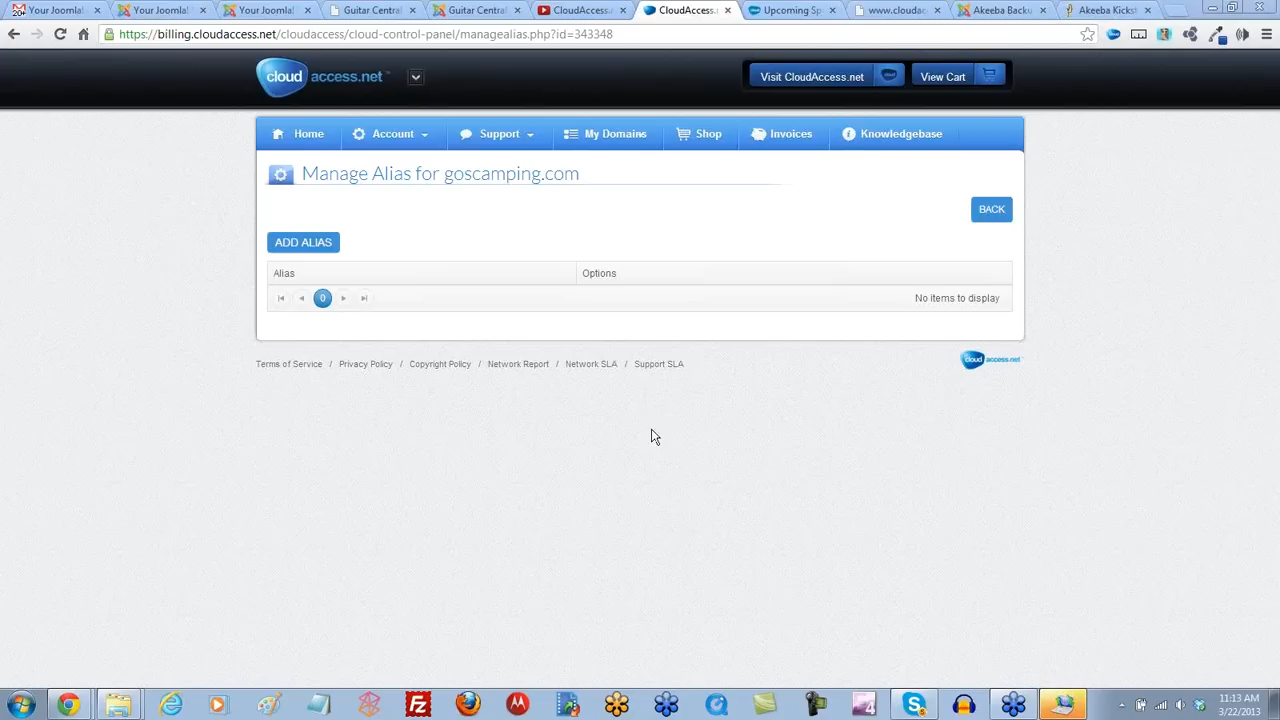 Your Joomla!
Your Joomla!
Your Joomla!
Guitar Central
Guitar Central
CloudAccess.
CloudAccess.
Upcoming Sp
www.cloudac
Akeeba Backu
Akeeba Kickst
https://billing.cloudaccess.net/cloudaccess/cloud-control-panel/managealias.php?id=343348
cloud access.net
Visit CloudAccess.net
View Cart
Home
Account
Support
My Domains
Shop
Invoices
Knowledgebase
Manage Alias for goscamping.com
BACK
ADD ALIAS
Alias
Options
0
No items to display
Terms of Service / Privacy Policy / Copyright Policy / Network Report / Network SLA / Support SLA
cloud access.net
11:13 AM
3/22/2013